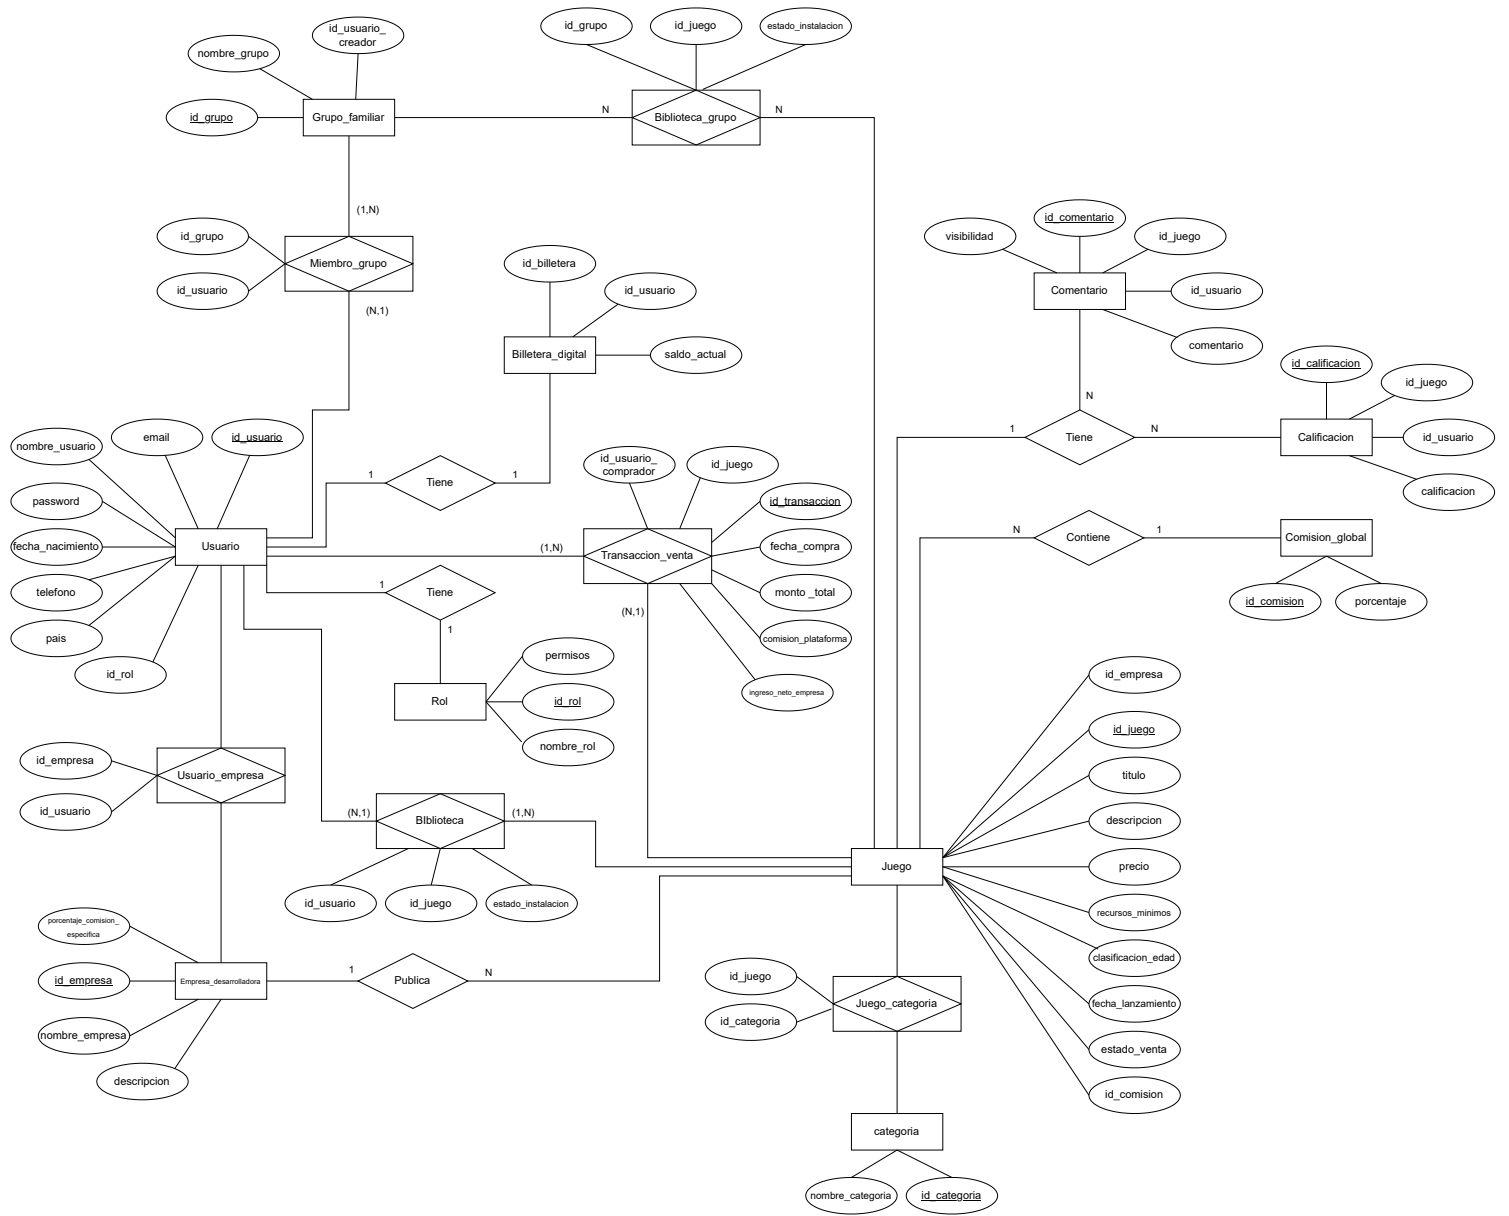 id_usuario_
creador
nombre_grupo
id_grupo
Grupo_familiar
id_grupo
id_juego
estado_instalacion
N
Biblioteca_grupo
N
(1,N)
id_grupo
Miembro_grupo
id_usuario
(N,1)
id_billetera
id_usuario
Billetera_digital
saldo_actual
visibilidad
id_comentario
id_juego
Comentario
id_usuario
comentario
id_calificacion
id_juego
Calificacion
id_usuario
calificacion
N
1
Tiene
N
nombre_usuario
email
id_usuario
password
fecha_nacimiento
Usuario
telefono
pais
id_rol
1
Tiene
1
id_usuario_
comprador
id_juego
id_transaccion
(1,N)
Transaccion_venta
fecha_compra
monto _total
comision_plataforma
ingreso_neto_empresa
(N,1)
1
Tiene
1
permisos
Rol
id_rol
nombre_rol
N
Contiene
1
Comision_global
id_comision
porcentaje
id_empresa
Usuario_empresa
id_usuario
(N,1)
BIblioteca
(1,N)
id_usuario
id_juego
estado_instalacion
id_empresa
id_juego
titulo
descripcion
Juego
precio
recursos_minimos
clasificacion_edad
fecha_lanzamiento
estado_venta
id_comision
porcentaje_comision_
especifica
id_empresa
Empresa_desarrolladora
nombre_empresa
descripcion
1
Publica
N
id_juego
Juego_categoria
id_categoria
categoria
nombre_categoria
id_categoria